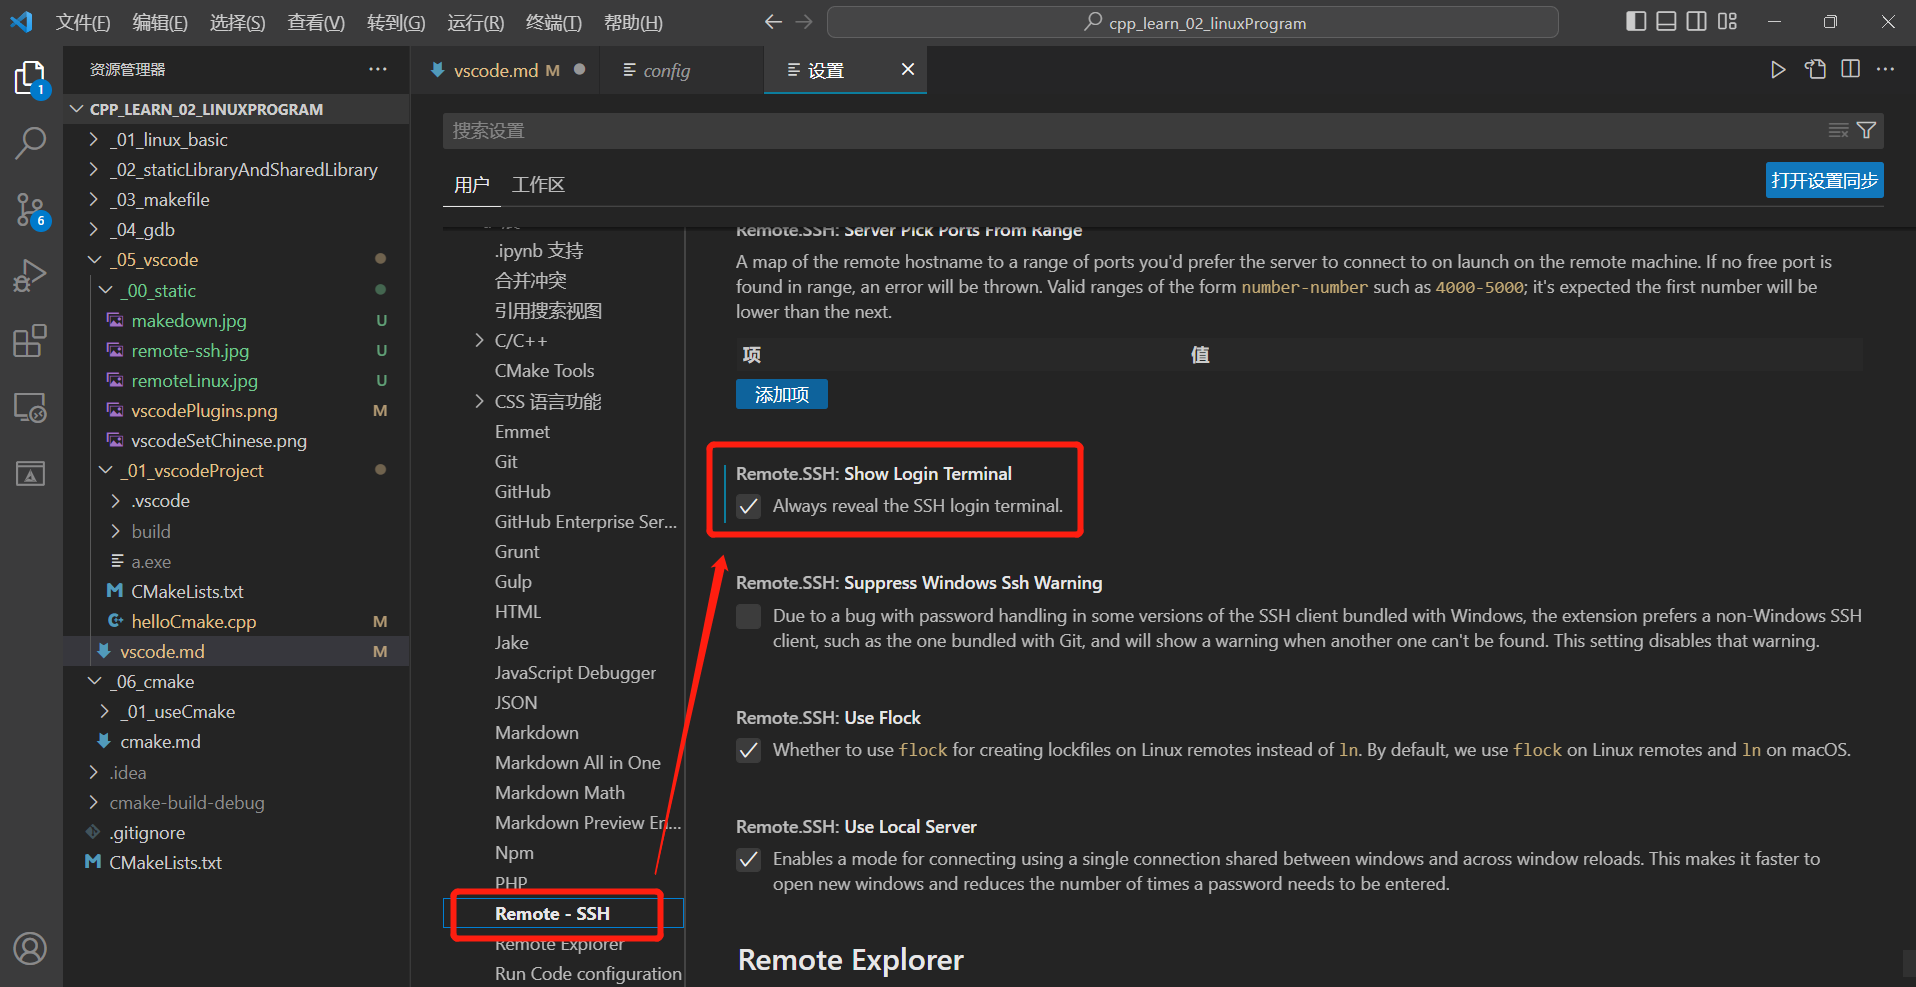 文件(F) 编辑(E) 选择(S) 查看(V) 转到(G) 运行(R) 终端(T) 帮助(H) cpp_learn_02_linuxProgram
资源管理器
CPP_LEARN_02_LINUXPROGRAM
_01_linux_basic
_02_staticLibraryAndSharedLibrary
_03_makefile
_04_gdb
_05_vscode
_00_static
makedown.jpg U
remote-ssh.jpg U
remoteLinux.jpg U
vscodePlugins.png M
vscodeSetChinese.png
_01_vscodeProject
.vscode
build
a.exe
CMakeLists.txt
helloCmake.cpp M
vscode.md M
_06_cmake
_01_useCmake
cmake.md
.idea
cmake-build-debug
.gitignore
CMakeLists.txt
1
6
vscode.md M
config
设置
搜索设置
用户 工作区
打开设置同步
.ipynb 支持
合并冲突
引用搜索视图
C/C++
CMake Tools
CSS 语言功能
Emmet
Git
GitHub
GitHub Enterprise Ser...
Grunt
Gulp
HTML
Jake
JavaScript Debugger
JSON
Markdown
Markdown All in One
Markdown Math
Markdown Preview En...
Npm
PHP
Remote - SSH
Remote Explorer
Run Code configuration
Remote.SSH: Server Pick Ports From Range
A map of the remote hostname to a range of ports you'd prefer the server to connect to on launch on the remote machine. If no free port is
found in range, an error will be thrown. Valid ranges of the form number-number such as 4000-5000; it's expected the first number will be
lower than the next.
项 值
添加项
Remote.SSH: Show Login Terminal
Always reveal the SSH login terminal.
Remote.SSH: Suppress Windows Ssh Warning
Due to a bug with password handling in some versions of the SSH client bundled with Windows, the extension prefers a non-Windows SSH
client, such as the one bundled with Git, and will show a warning when another one can't be found. This setting disables that warning.
Remote.SSH: Use Flock
Whether to use flock for creating lockfiles on Linux remotes instead of ln. By default, we use flock on Linux remotes and ln on macOS.
Remote.SSH: Use Local Server
Enables a mode for connecting using a single connection shared between windows and across window reloads. This makes it faster to
open new windows and reduces the number of times a password needs to be entered.
Remote Explorer